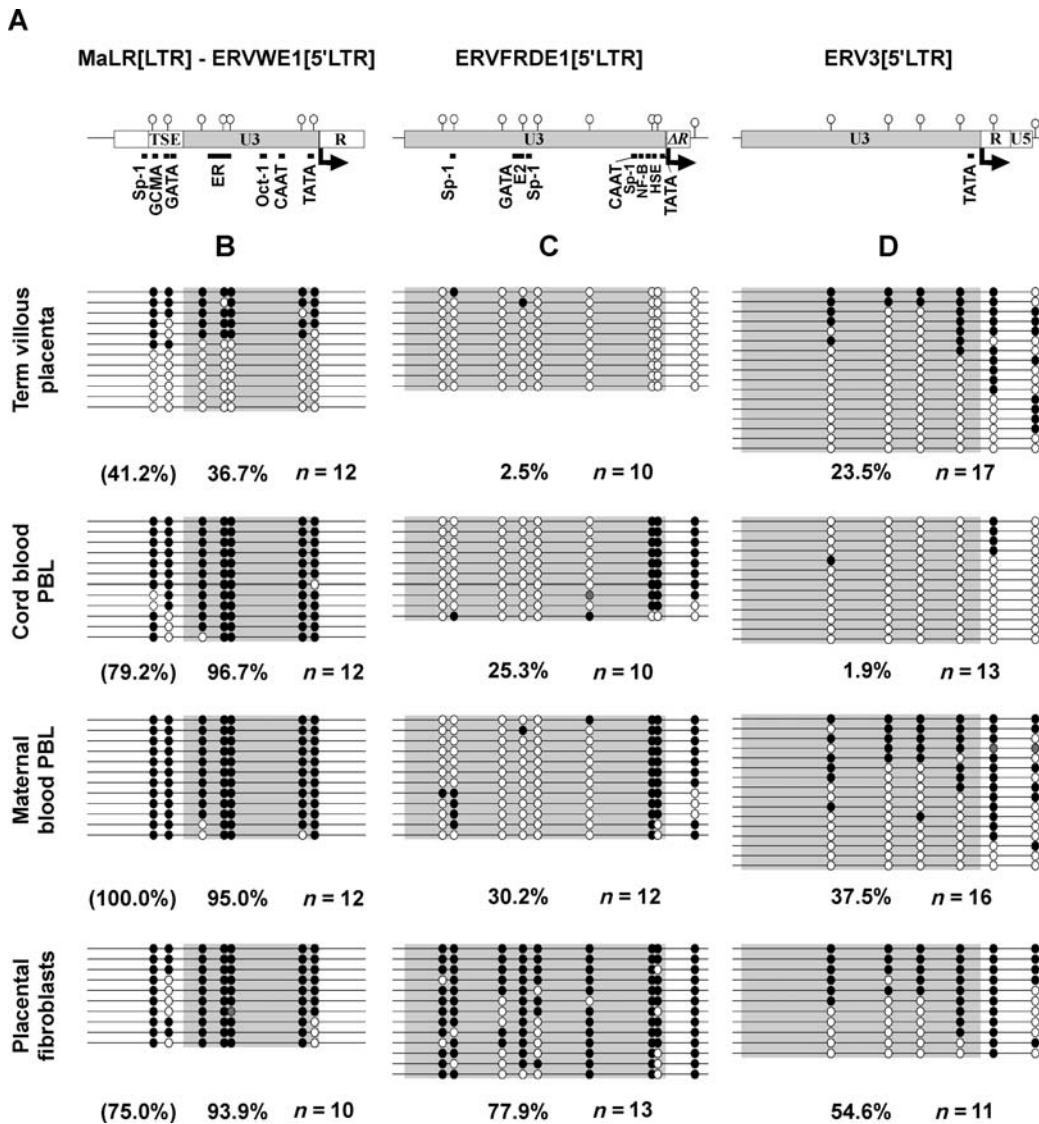 A
MaLR[LTR] - ERVWE1[5'LTR] ERVFRDE1[5'LTR] ERV3[5'LTR]
TSE U3 R U3 ΔR U3 R U5
Sp-1 GCMA GATA ER Oct-1 CAAT TATA Sp-1 GATA E2 Sp-1 CAAT Sp-1 NF-B HSE TATA TATA
B C D
Term villous placenta
(41.2%) 36.7% n = 12 2.5% n = 10 23.5% n = 17
Cord blood PBL
(79.2%) 96.7% n = 12 25.3% n = 10 1.9% n = 13
Maternal blood PBL
(100.0%) 95.0% n = 12 30.2% n = 12 37.5% n = 16
Placental fibroblasts
(75.0%) 93.9% n = 10 77.9% n = 13 54.6% n = 11